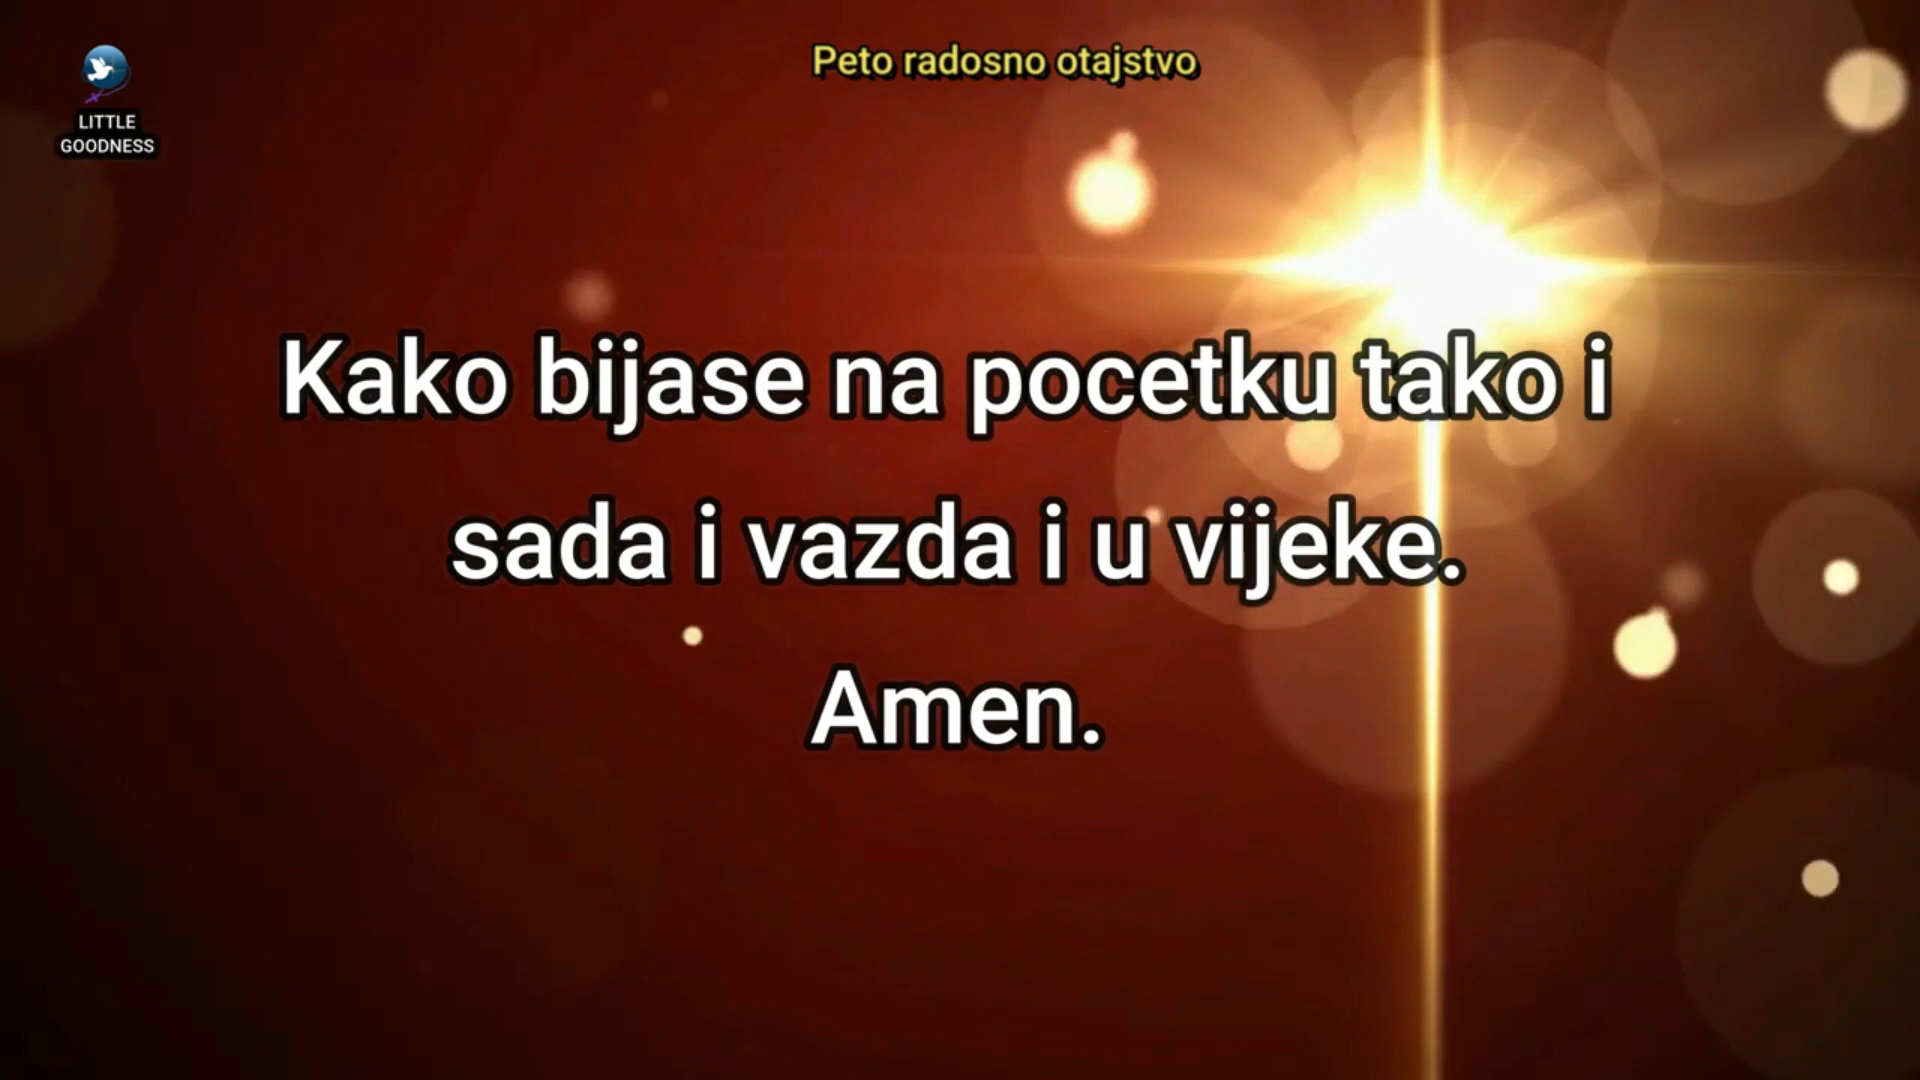 Peto radosno otajstvo
LITTLE
GOODNESS
Kako bijase na pocetku tako i
sada i vazda i u vijeke.
Amen.